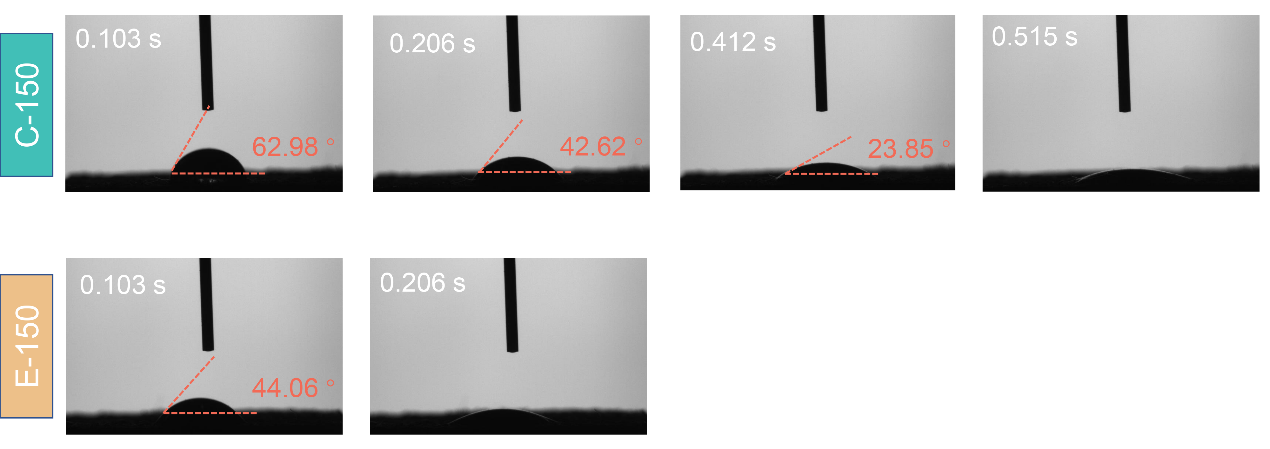 C-150
0.103 s
62.98 °
0.206 s
42.62 °
0.412 s
23.85 °
0.515 s
E-150
0.103 s
44.06 °
0.206 s